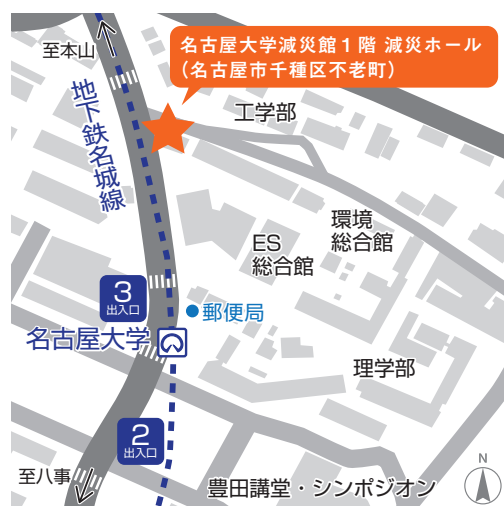 至本山
名古屋大学減災館1階 減災ホール
(名古屋市千種区不老町)
地下鉄名城線
工学部
環境
総合館
ES
総合館
3
出入口
郵便局
名古屋大学
理学部
2
出入口
至八事
豊田講堂・シンポジオン
N